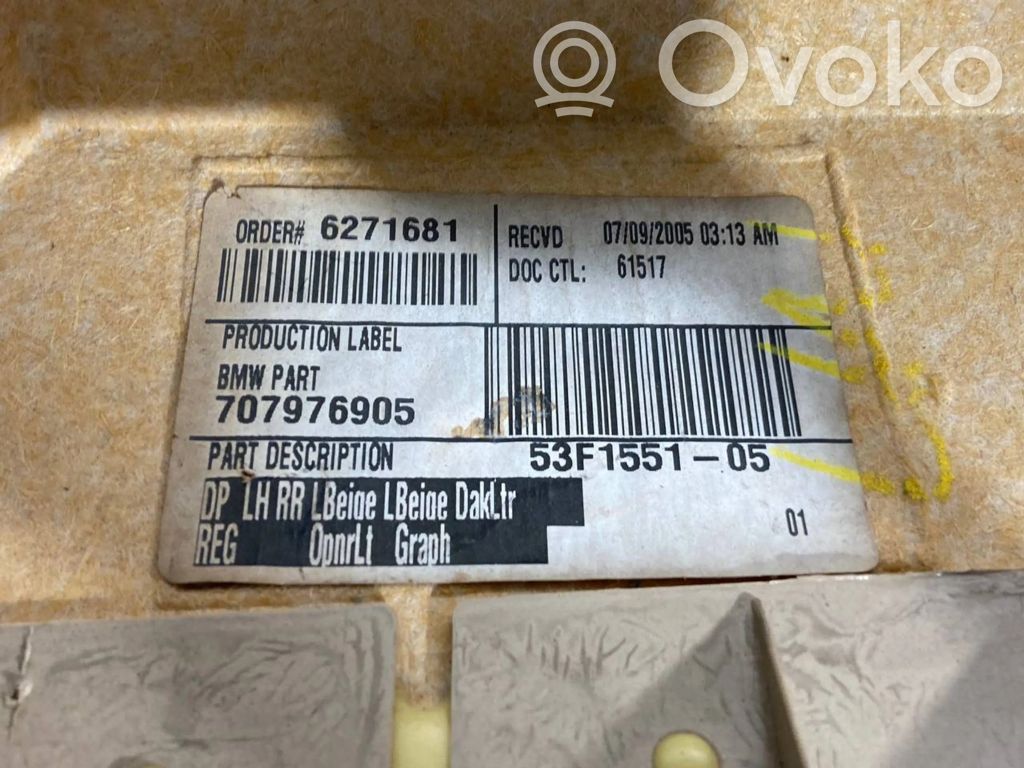 Ovoko
ORDER# 6271681
RECVD 07/09/2005 03:13 AM
DOC CTL: 61517
PRODUCTION LABEL
BMW PART
707976905
PART DESCRIPTION 53F1551-05
DP LH RR LBeige LBeige DakLtr
REG OpnrLt Graph
01